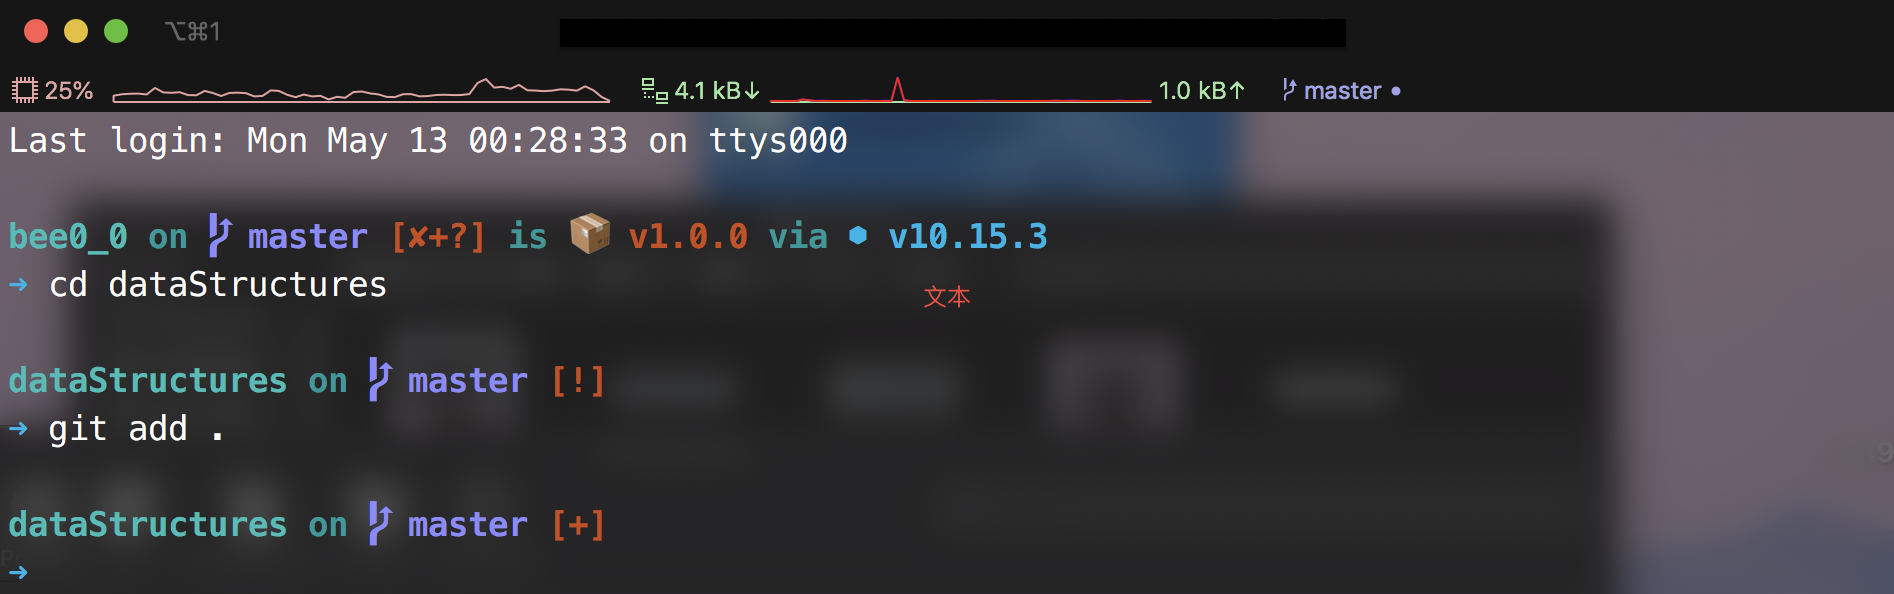 ⌥⌘1
25% 4.1 kB↓ 1.0 kB↑ master •
Last login: Mon May 13 00:28:33 on ttys000
bee0_0 on master [✘+?] is 📦 v1.0.0 via ⬢ v10.15.3
➜ cd dataStructures
文本
dataStructures on master [!]
➜ git add .
dataStructures on master [+]
➜